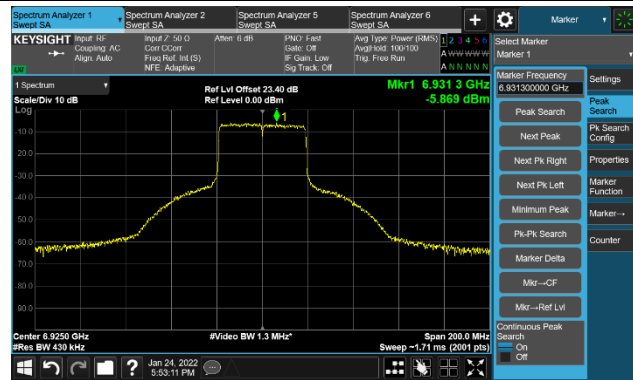 Spectrum Analyzer 1
Swept SA
Spectrum Analyzer 2
Swept SA
Spectrum Analyzer 5
Swept SA
Spectrum Analyzer 6
Swept SA
+
Marker
KEYSIGHT
Input: RF
Coupling: AC
Align: Auto
Input Z: 50 Ω
Corr CCorr
Freq Ref: Int (S)
NFE: Adaptive
Atten: 6 dB
PNO: Fast
Gate: Off
IF Gain: Low
Sig Track: Off
Avg Type: Power (RMS)
Avg|Hold: 100/100
Trig: Free Run
1 2 3 4 5 6
A W W W W W
A N N N N N
Select Marker
Marker 1
LXI
1 Spectrum
Scale/Div 10 dB
Log
Ref Lvl Offset 23.40 dB
Ref Level 0.00 dBm
Mkr1 6.931 3 GHz
-5.869 dBm
1
-10.0
-20.0
-30.0
-40.0
-50.0
-60.0
-70.0
-80.0
-90.0
Center 6.9250 GHz
#Res BW 430 kHz
#Video BW 1.3 MHz*
Span 200.0 MHz
Sweep ~1.71 ms (2001 pts)
Marker Frequency
6.931300000 GHz
Peak Search
Next Peak
Next Pk Right
Next Pk Left
Minimum Peak
Pk-Pk Search
Marker Delta
Mkr→CF
Mkr→Ref Lvl
Continuous Peak
Search
On
Off
Settings
Peak
Search
Pk Search
Config
Properties
Marker
Function
Marker→
Counter
?
Jan 24, 2022
5:53:11 PM